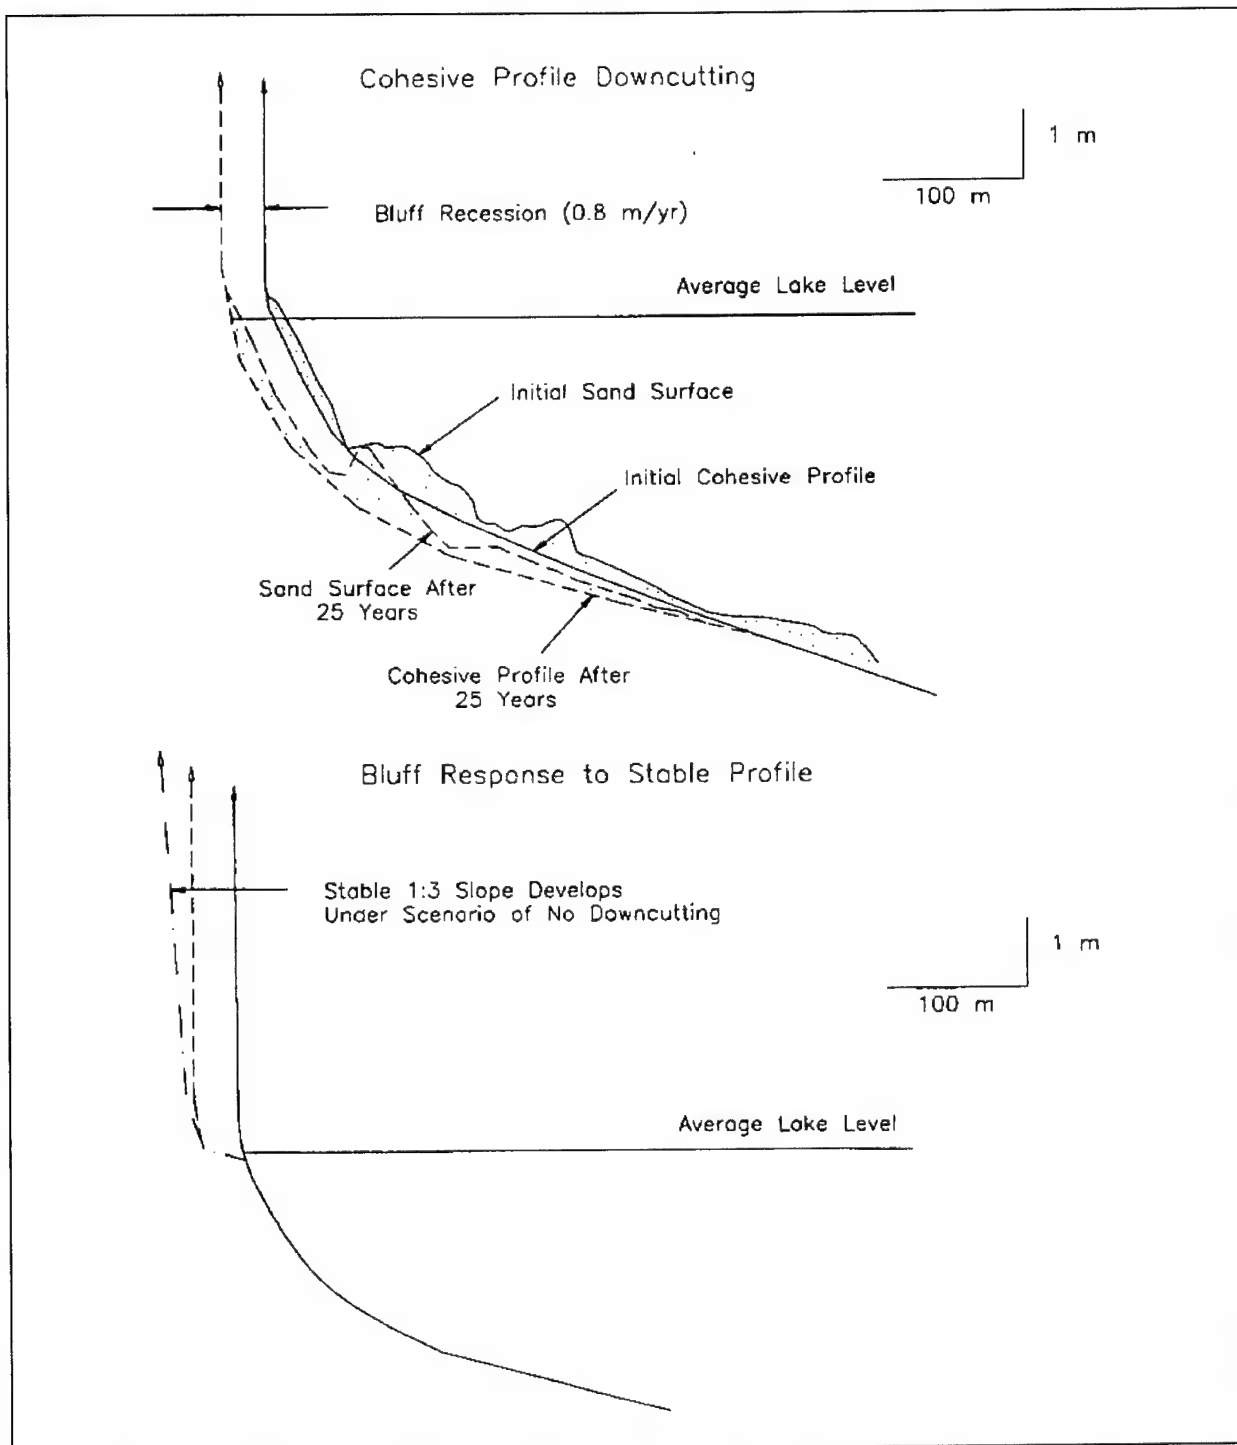 Cohesive Profile Downcutting
1 m
100 m
Bluff Recession (0.8 m/yr)
Average Lake Level
Initial Sand Surface
Initial Cohesive Profile
Sand Surface After
25 Years
Cohesive Profile After
25 Years
Bluff Response to Stable Profile
Stable 1:3 Slope Develops
Under Scenario of No Downcutting
1 m
100 m
Average Lake Level